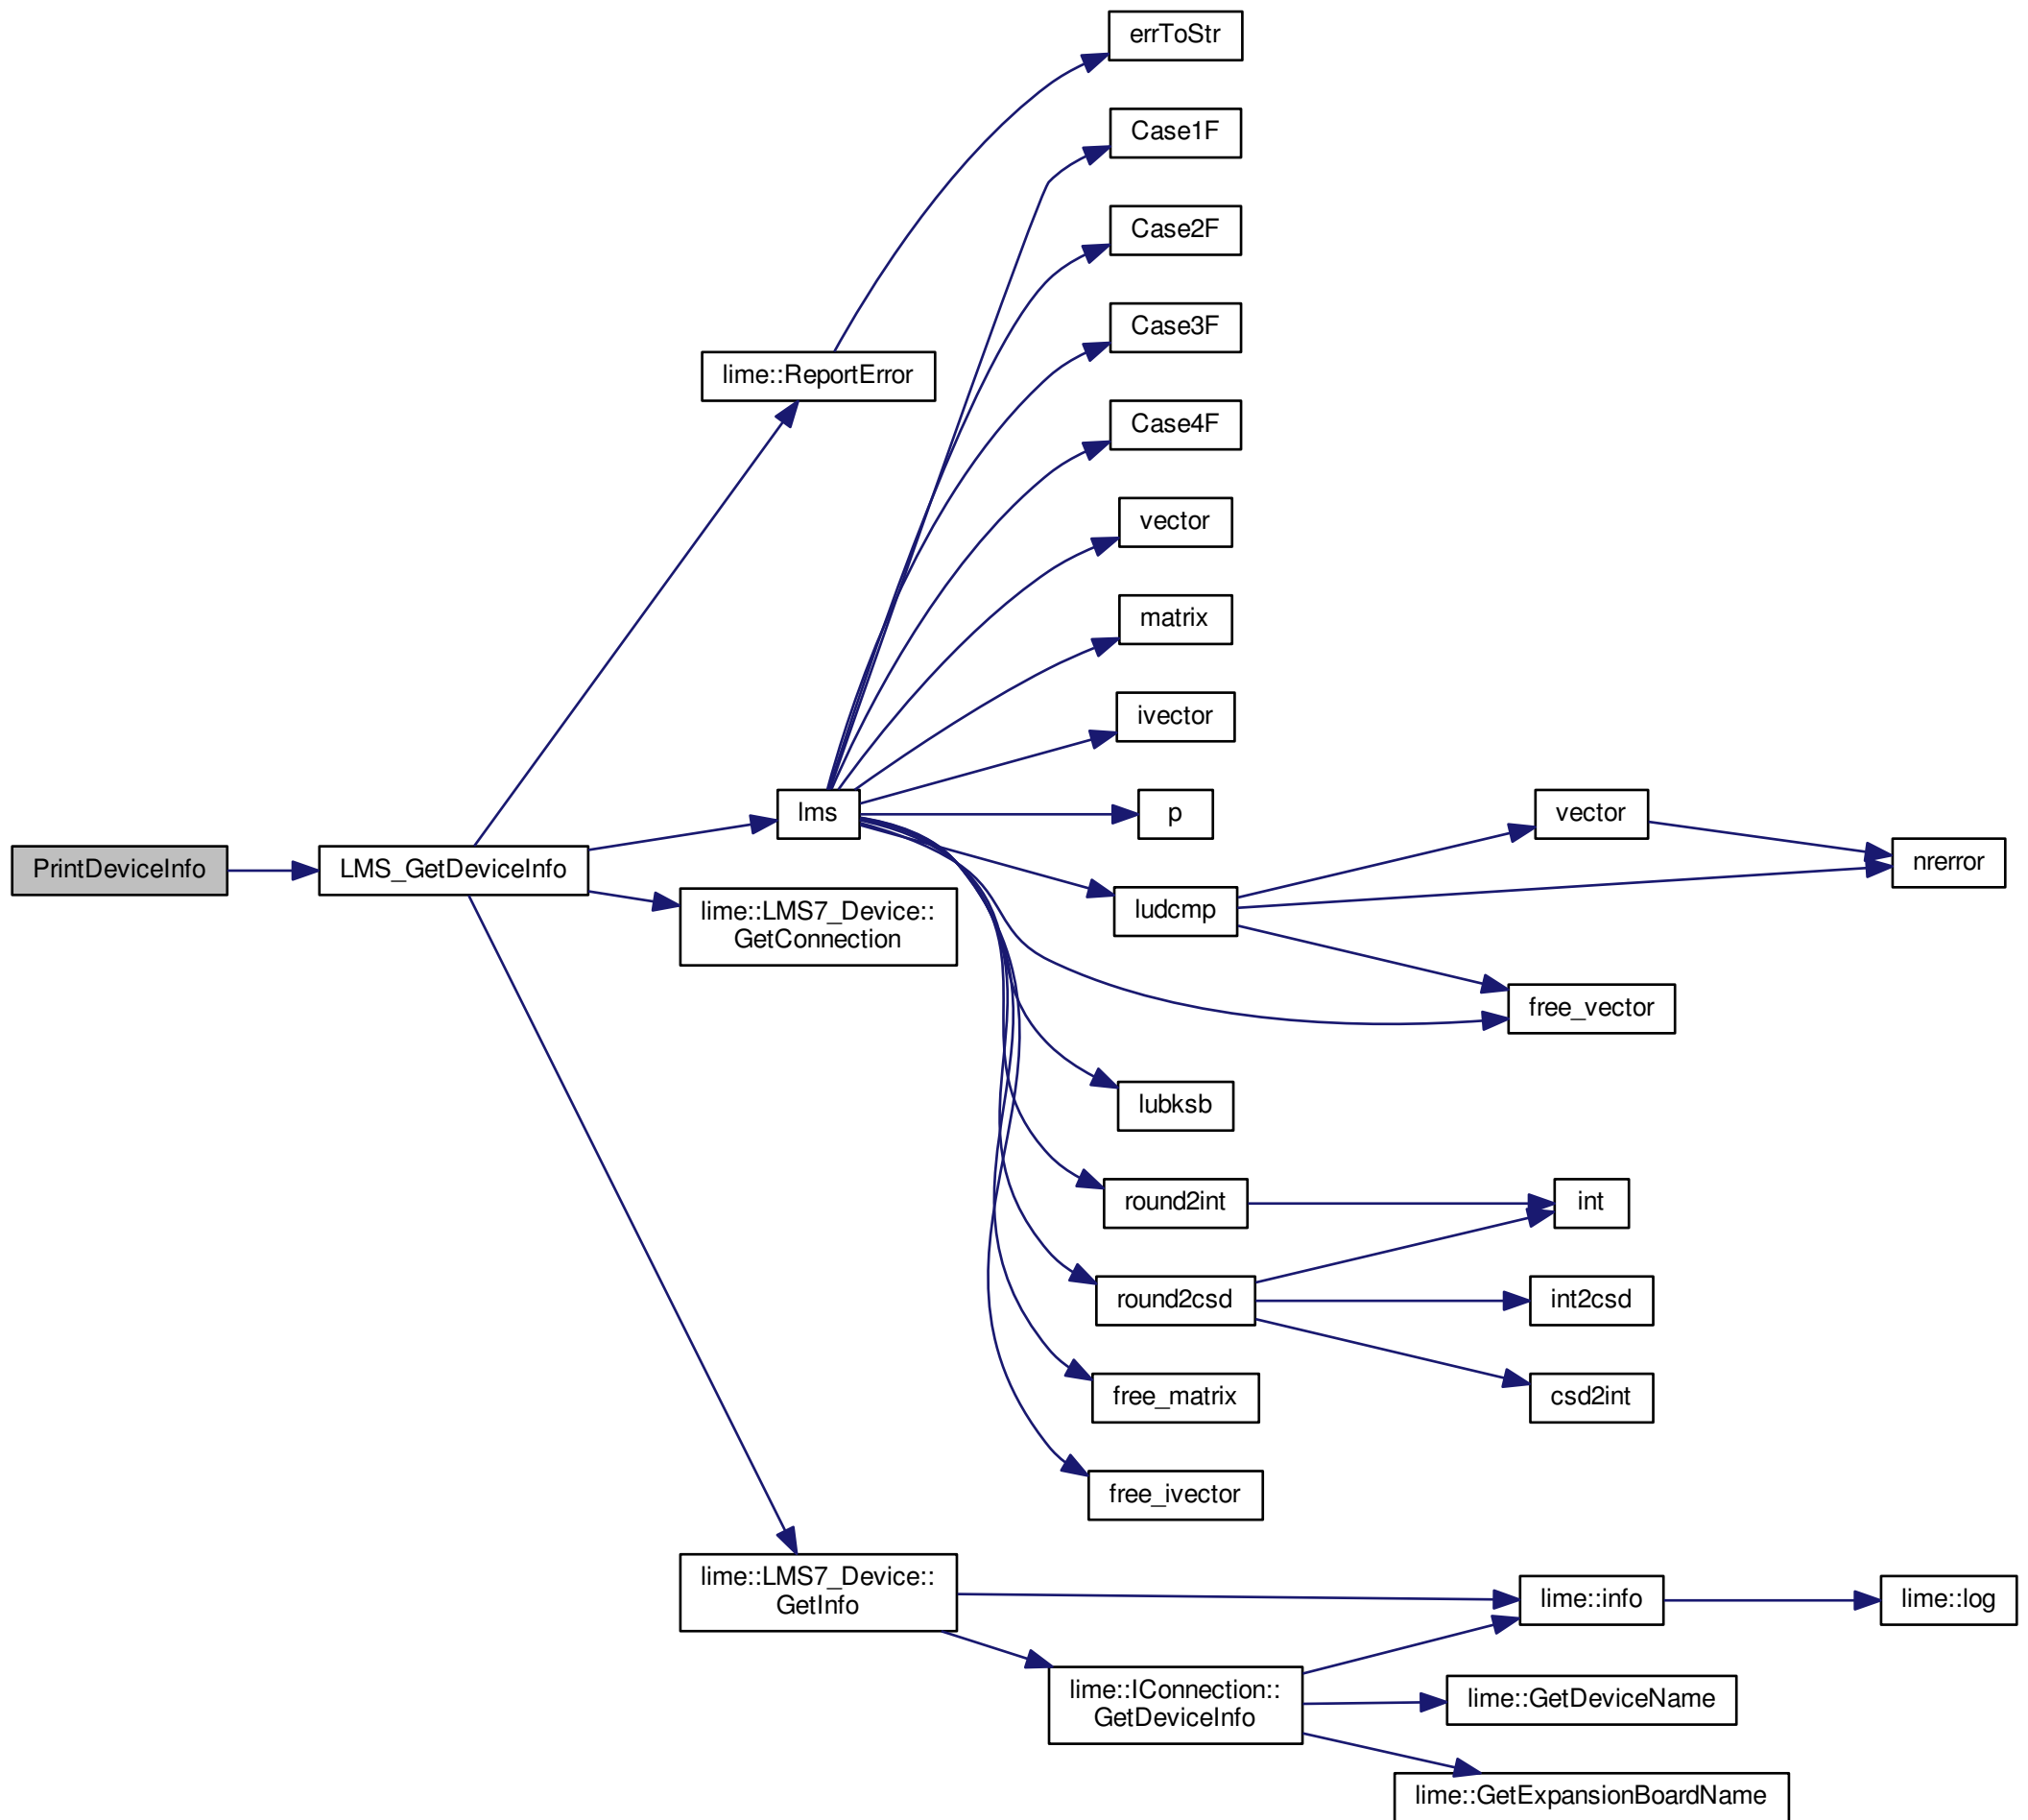 errToStr
Case1F
Case2F
Case3F
lime::ReportError
Case4F
vector
matrix
ivector
lms
p
vector
PrintDeviceInfo
LMS_GetDeviceInfo
nrerror
lime::LMS7_Device::
GetConnection
ludcmp
free_vector
lubksb
round2int
int
round2csd
int2csd
free_matrix
csd2int
free_ivector
lime::LMS7_Device::
GetInfo
lime::info
lime::log
lime::IConnection::
GetDeviceInfo
lime::GetDeviceName
lime::GetExpansionBoardName